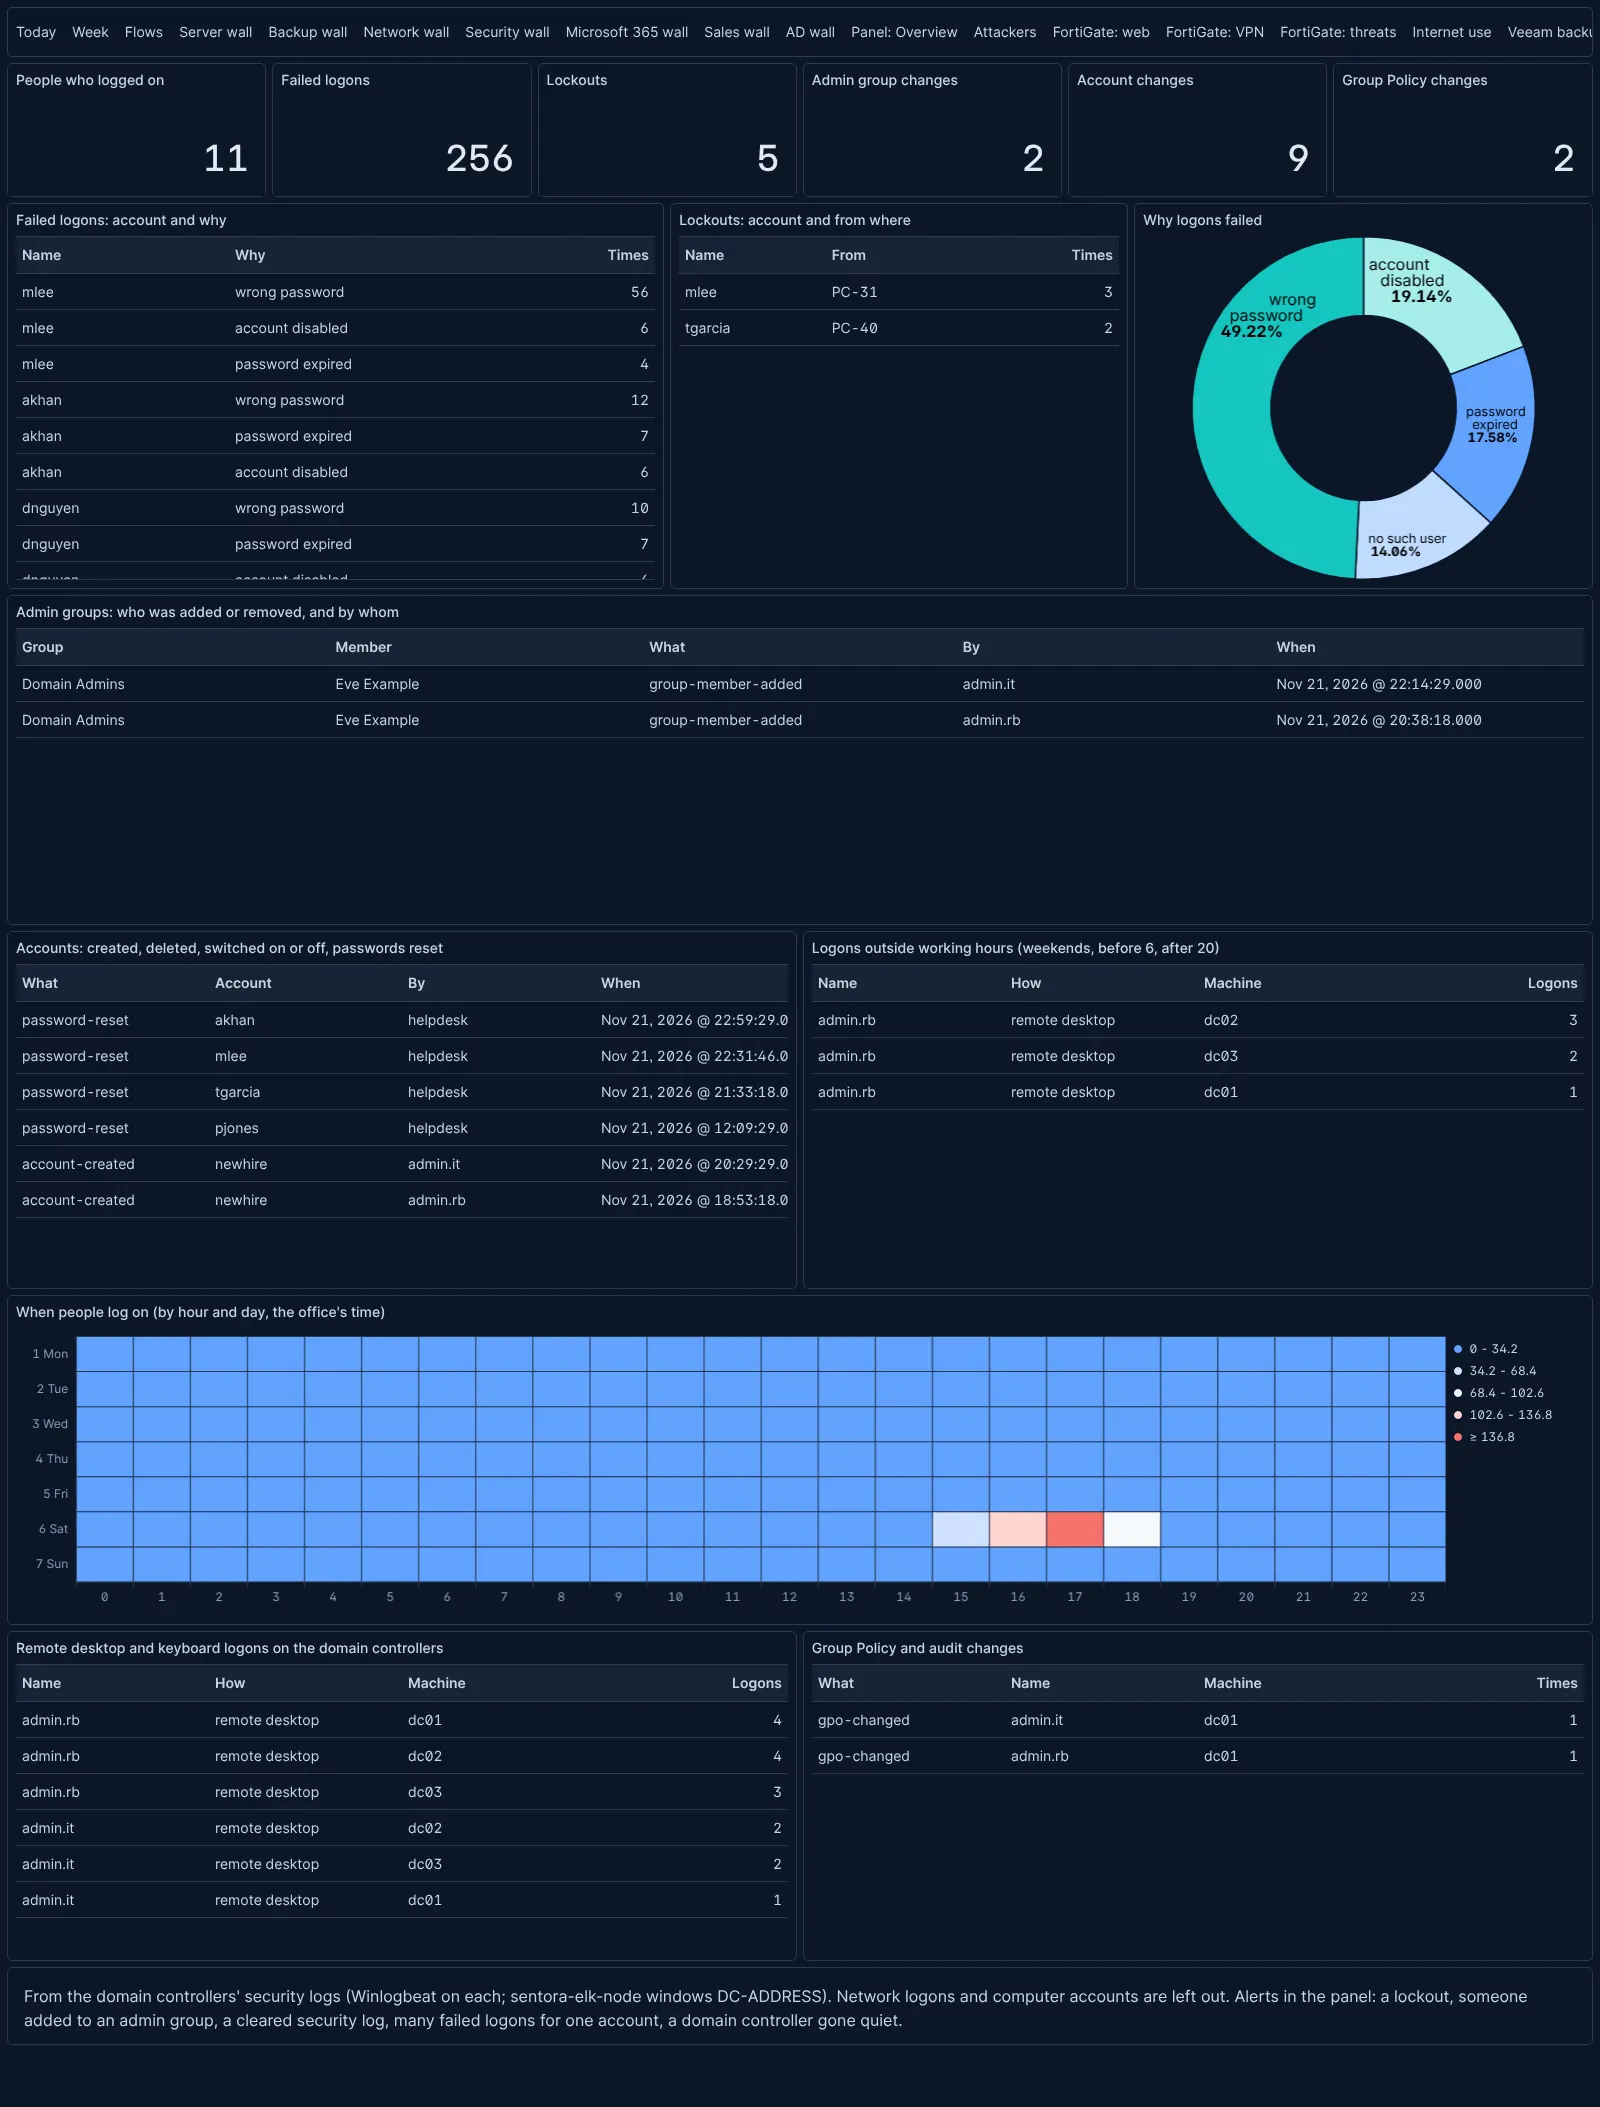 Today Week Flows Server wall Backup wall Network wall Security wall Microsoft 365 wall Sales wall AD wall Panel: Overview Attackers FortiGate: web FortiGate: VPN FortiGate: threats Internet use Veeam backu
People who logged on
11
Failed logons
256
Lockouts
5
Admin group changes
2
Account changes
9
Group Policy changes
2
Failed logons: account and why
Name Why Times
mlee wrong password 56
mlee account disabled 6
mlee password expired 4
akhan wrong password 12
akhan password expired 7
akhan account disabled 6
dnguyen wrong password 10
dnguyen password expired 7
Lockouts: account and from where
Name From Times
mlee PC-31 3
tgarcia PC-40 2
Why logons failed
account
disabled
19.14%
wrong
password
49.22%
password
expired
17.58%
no such user
14.06%
Admin groups: who was added or removed, and by whom
Group Member What By When
Domain Admins Eve Example group-member-added admin.it Nov 21, 2026 @ 22:14:29.000
Domain Admins Eve Example group-member-added admin.rb Nov 21, 2026 @ 20:38:18.000
Accounts: created, deleted, switched on or off, passwords reset
What Account By When
password-reset akhan helpdesk Nov 21, 2026 @ 22:59:29.0
password-reset mlee helpdesk Nov 21, 2026 @ 22:31:46.0
password-reset tgarcia helpdesk Nov 21, 2026 @ 21:33:18.0
password-reset pjones helpdesk Nov 21, 2026 @ 12:09:29.0
account-created newhire admin.it Nov 21, 2026 @ 20:29:29.0
account-created newhire admin.rb Nov 21, 2026 @ 18:53:18.0
Logons outside working hours (weekends, before 6, after 20)
Name How Machine Logons
admin.rb remote desktop dc02 3
admin.rb remote desktop dc03 2
admin.rb remote desktop dc01 1
When people log on (by hour and day, the office's time)
1 Mon
2 Tue
3 Wed
4 Thu
5 Fri
6 Sat
7 Sun
0 1 2 3 4 5 6 7 8 9 10 11 12 13 14 15 16 17 18 19 20 21 22 23
0 - 34.2
34.2 - 68.4
68.4 - 102.6
102.6 - 136.8
≥ 136.8
Remote desktop and keyboard logons on the domain controllers
Name How Machine Logons
admin.rb remote desktop dc01 4
admin.rb remote desktop dc02 4
admin.rb remote desktop dc03 3
admin.it remote desktop dc02 2
admin.it remote desktop dc03 2
admin.it remote desktop dc01 1
Group Policy and audit changes
What Name Machine Times
gpo-changed admin.it dc01 1
gpo-changed admin.rb dc01 1
From the domain controllers' security logs (Winlogbeat on each; sentora-elk-node windows DC-ADDRESS). Network logons and computer accounts are left out. Alerts in the panel: a lockout, someone
added to an admin group, a cleared security log, many failed logons for one account, a domain controller gone quiet.